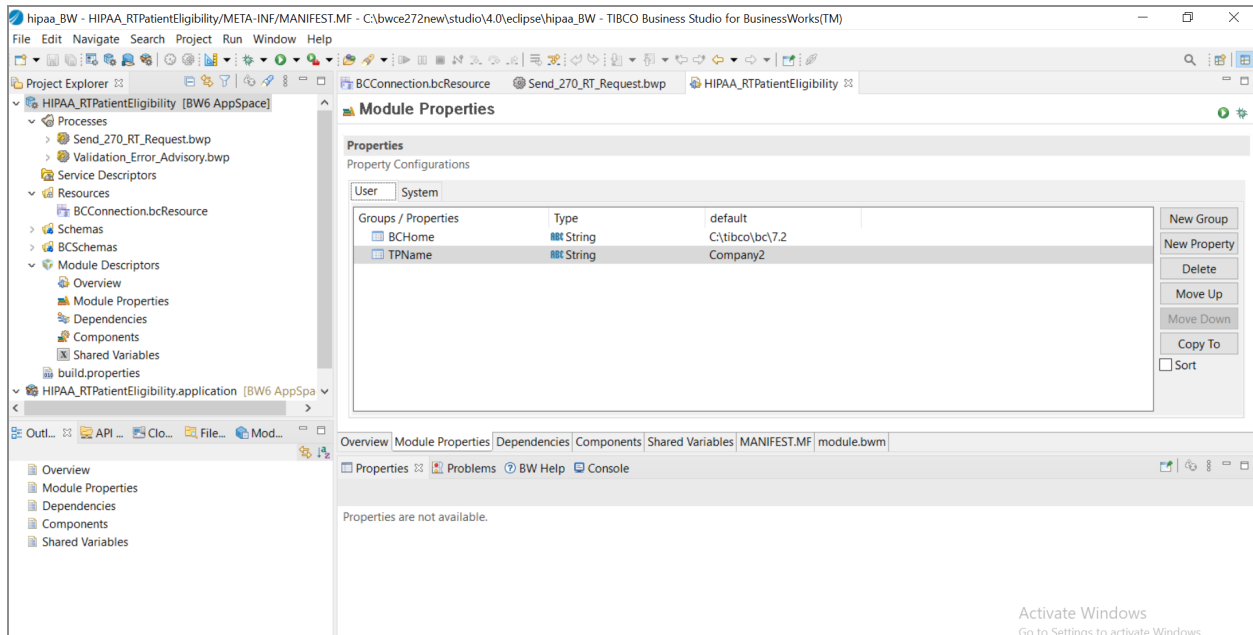 hipaa_BW - HIPAA_RTPatientEligibility/META-INF/MANIFEST.MF - C:\bwce272new\studio\4.0\eclipse\hipaa_BW - TIBCO Business Studio for BusinessWorks(TM)
File Edit Navigate Search Project Run Window Help
Project Explorer
BCConnection.bcResource Send_270_RT_Request.bwp HIPAA_RTPatientEligibility
HIPAA_RTPatientEligibility [BW6 AppSpace]
Processes
Send_270_RT_Request.bwp
Validation_Error_Advisory.bwp
Service Descriptors
Resources
BCConnection.bcResource
Schemas
BCSchemas
Module Descriptors
Overview
Module Properties
Dependencies
Components
X Shared Variables
build.properties
HIPAA_RTPatientEligibility.application [BW6 AppSpa
Module Properties
Properties
Property Configurations
User System
Groups / Properties Type default
BCHome ABC String C:\tibco\bc\7.2
TPName ABC String Company2
New Group
New Property
Delete
Move Up
Move Down
Copy To
Sort
Overview Module Properties Dependencies Components Shared Variables MANIFEST.MF module.bwm
Outl... API ... Clo... File... Mod...
Overview
Module Properties
Dependencies
Components
Shared Variables
Properties Problems BW Help Console
Properties are not available.
Activate Windows
Go to Settings to activate Windows.